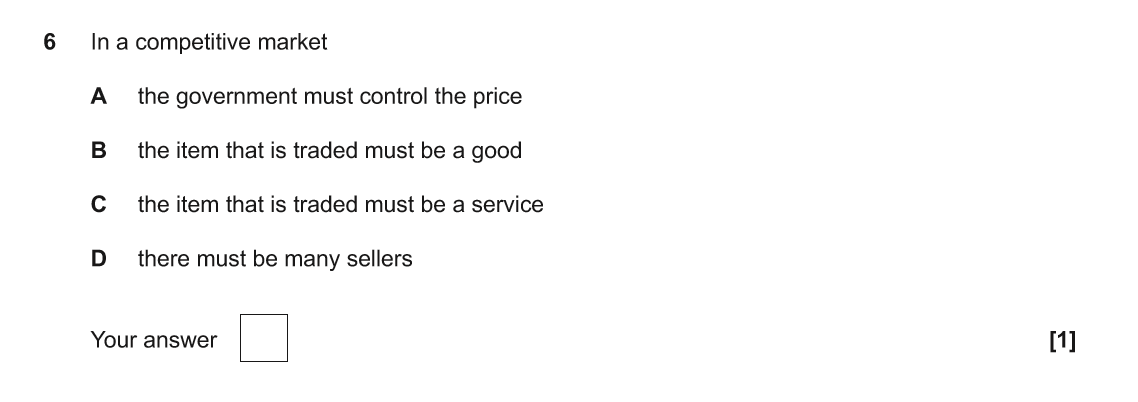 6 In a competitive market
A the government must control the price
B the item that is traded must be a good
C the item that is traded must be a service
D there must be many sellers
Your answer [1]